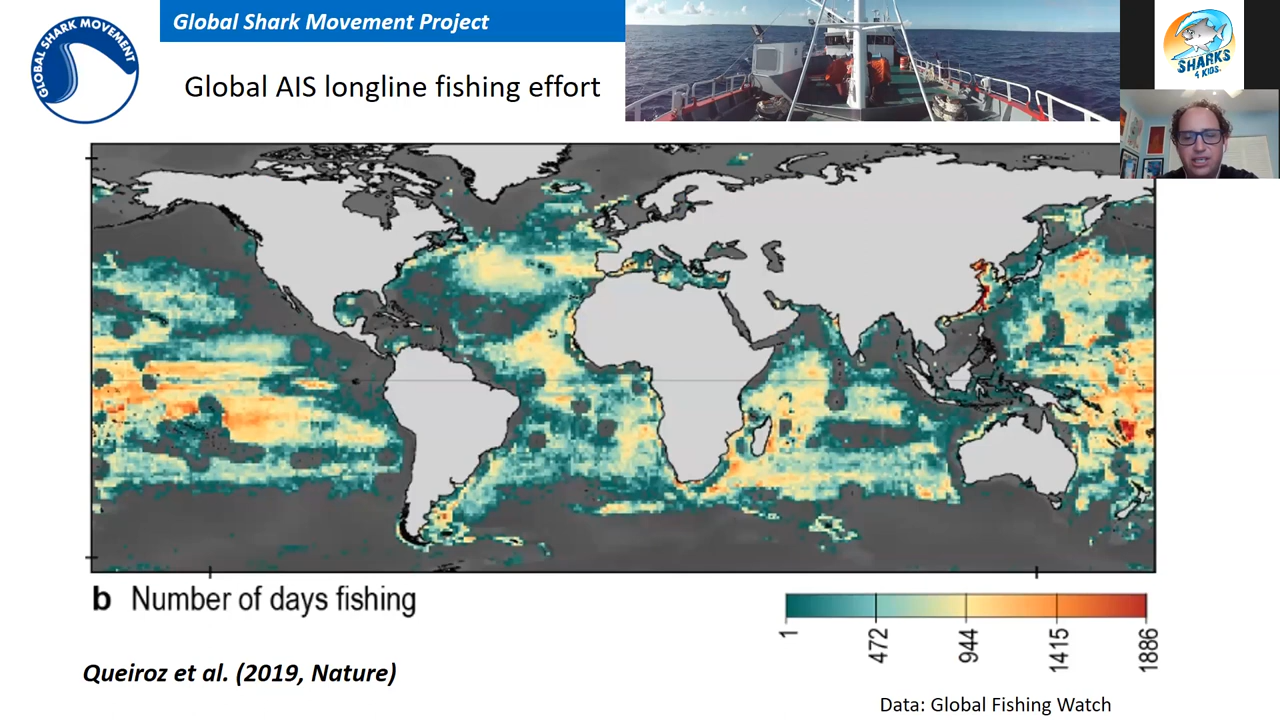 GLOBAL SHARK MOVEMENT
Global Shark Movement Project
Global AIS longline fishing effort
SHARKS
4 KIDS.
b Number of days fishing
1
472
944
1415
1886
Queiroz et al. (2019, Nature)
Data: Global Fishing Watch